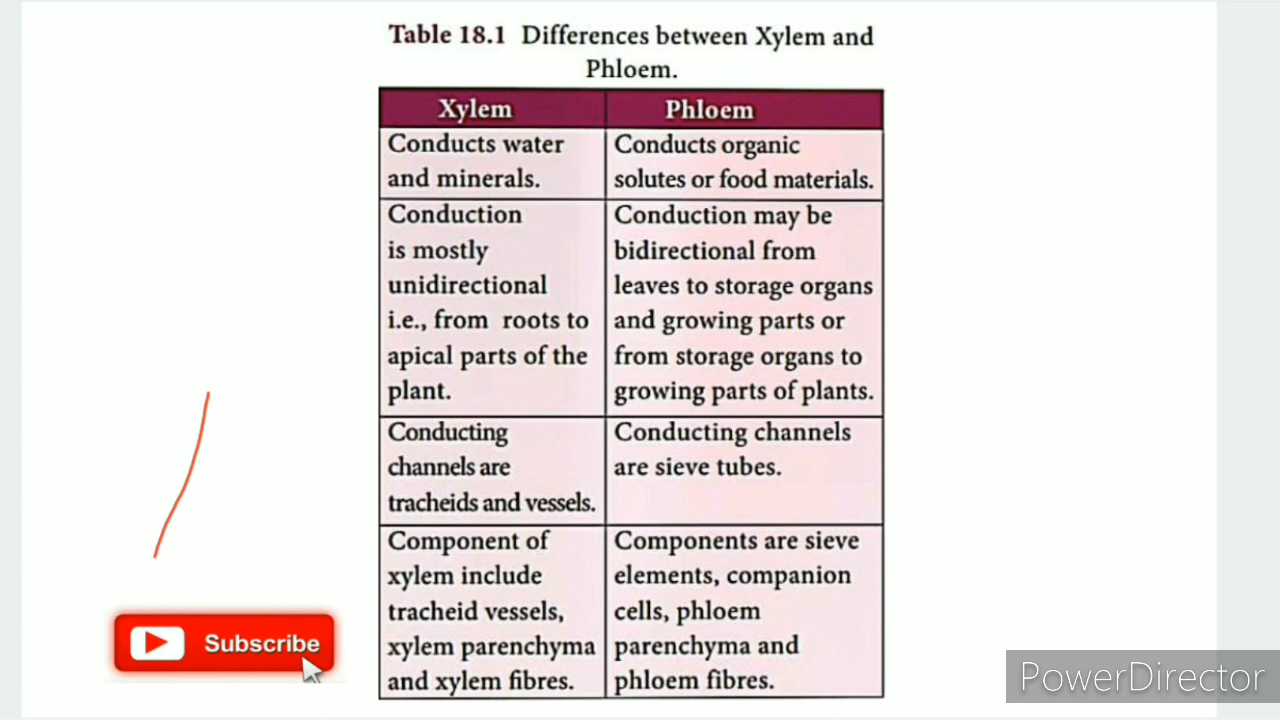 Table 18.1 Differences between Xylem and
Phloem.
Xylem
Phloem
Conducts water
and minerals.
Conducts organic
solutes or food materials.
Conduction
is mostly
unidirectional
i.e., from roots to
apical parts of the
plant.
Conduction may be
bidirectional from
leaves to storage organs
and growing parts or
from storage organs to
growing parts of plants.
Conducting
channels are
tracheids and vessels.
Conducting channels
are sieve tubes.
Component of
xylem include
tracheid vessels,
xylem parenchyma
and xylem fibres.
Components are sieve
elements, companion
cells, phloem
parenchyma and
phloem fibres.
Subscribe
PowerDirector